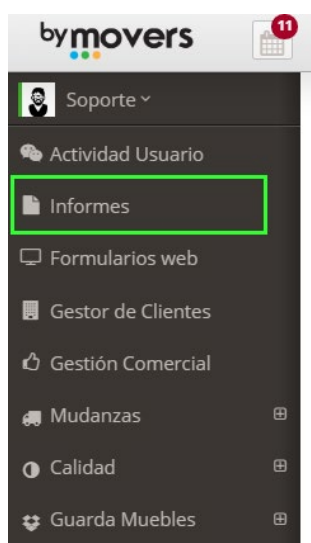 bymovers
11
Soporte
Actividad Usuario
Informes
Formularios web
Gestor de Clientes
Gestión Comercial
Mudanzas
Calidad
Guarda Muebles